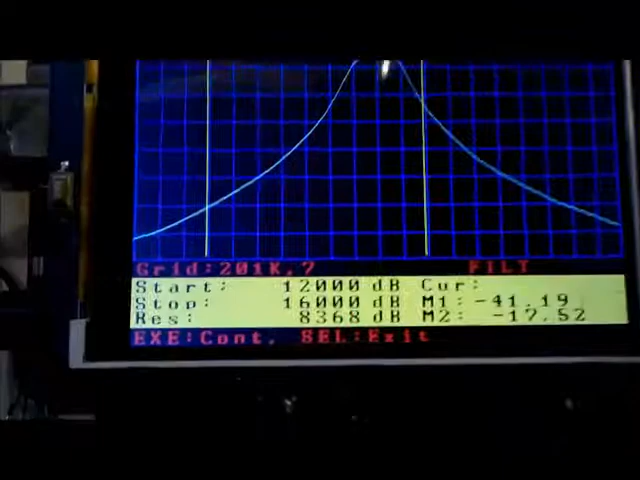 Grid:201K,7 FILT
Start: 12000 dB Cur:
Stop: 16000 dB M1: -41.19
Res: 8368 dB M2: -17.52
EXE:Cont. SEL:Exit